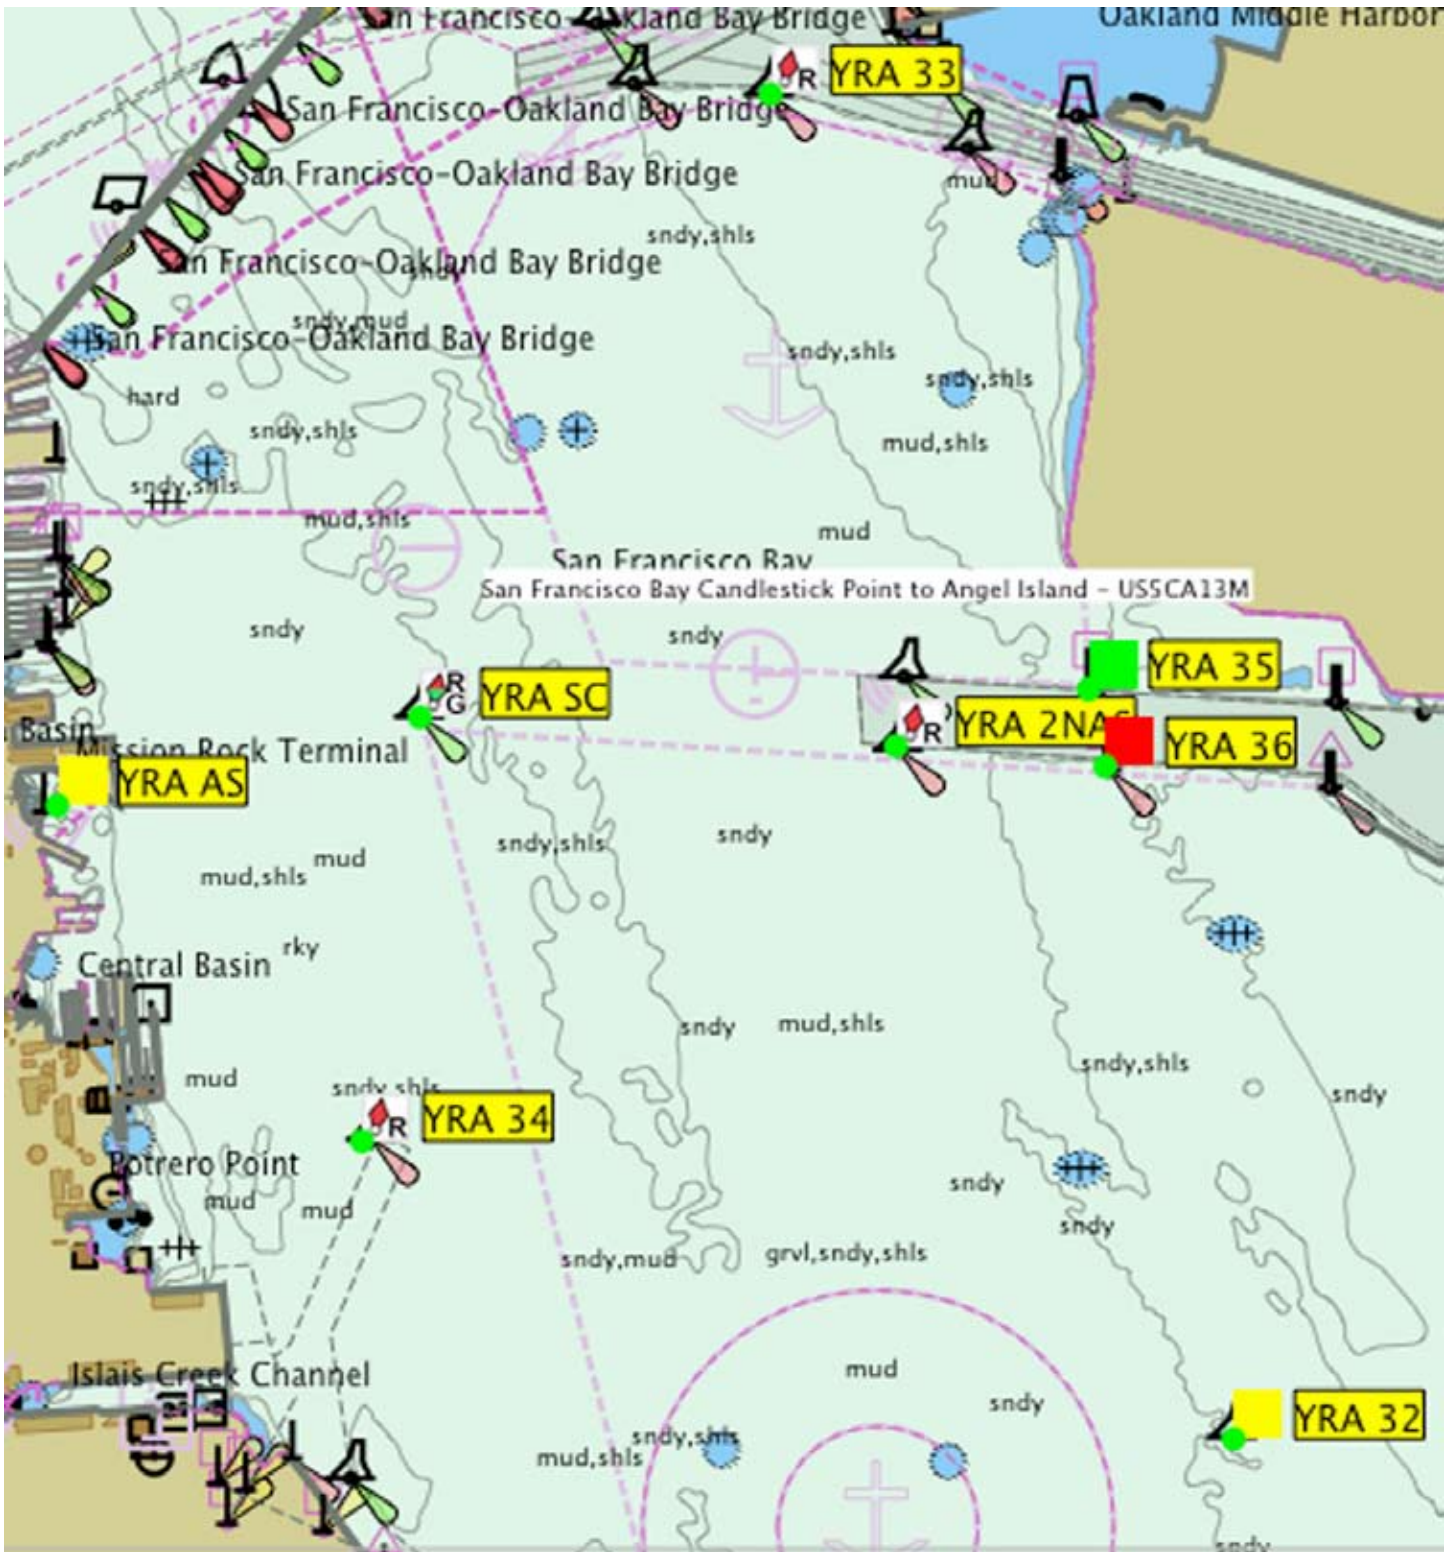 San Francisco-Oakland Bay Bridge
Oakland Middle Harbor
R
YRA 33
San Francisco-Oakland Bay Bridge
San Francisco-Oakland Bay Bridge
mud
sndy,shls
San Francisco-Oakland Bay Bridge
sndy,mud
San Francisco-Oakland Bay Bridge
sndy,shls
sndy,shls
hard
sndy,shls
mud,shls
sndy,shls
mud,shls
mud
San Francisco Bay
San Francisco Bay Candlestick Point to Angel Island - US5CA13M
sndy
sndy
YRA 35
R
G
YRA SC
R
YRA 2NAS
YRA 36
Basin
Mission Rock Terminal
YRA AS
sndy
sndy,shls
mud
mud,shls
rky
Central Basin
sndy
mud,shls
sndy,shls
mud
sndy,shls
sndy
R
YRA 34
Potrero Point
mud
mud
sndy
sndy
sndy,mud
grvl,sndy,shls
Islais Creek Channel
mud
sndy
YRA 32
sndy,shls
mud,shls
sndy